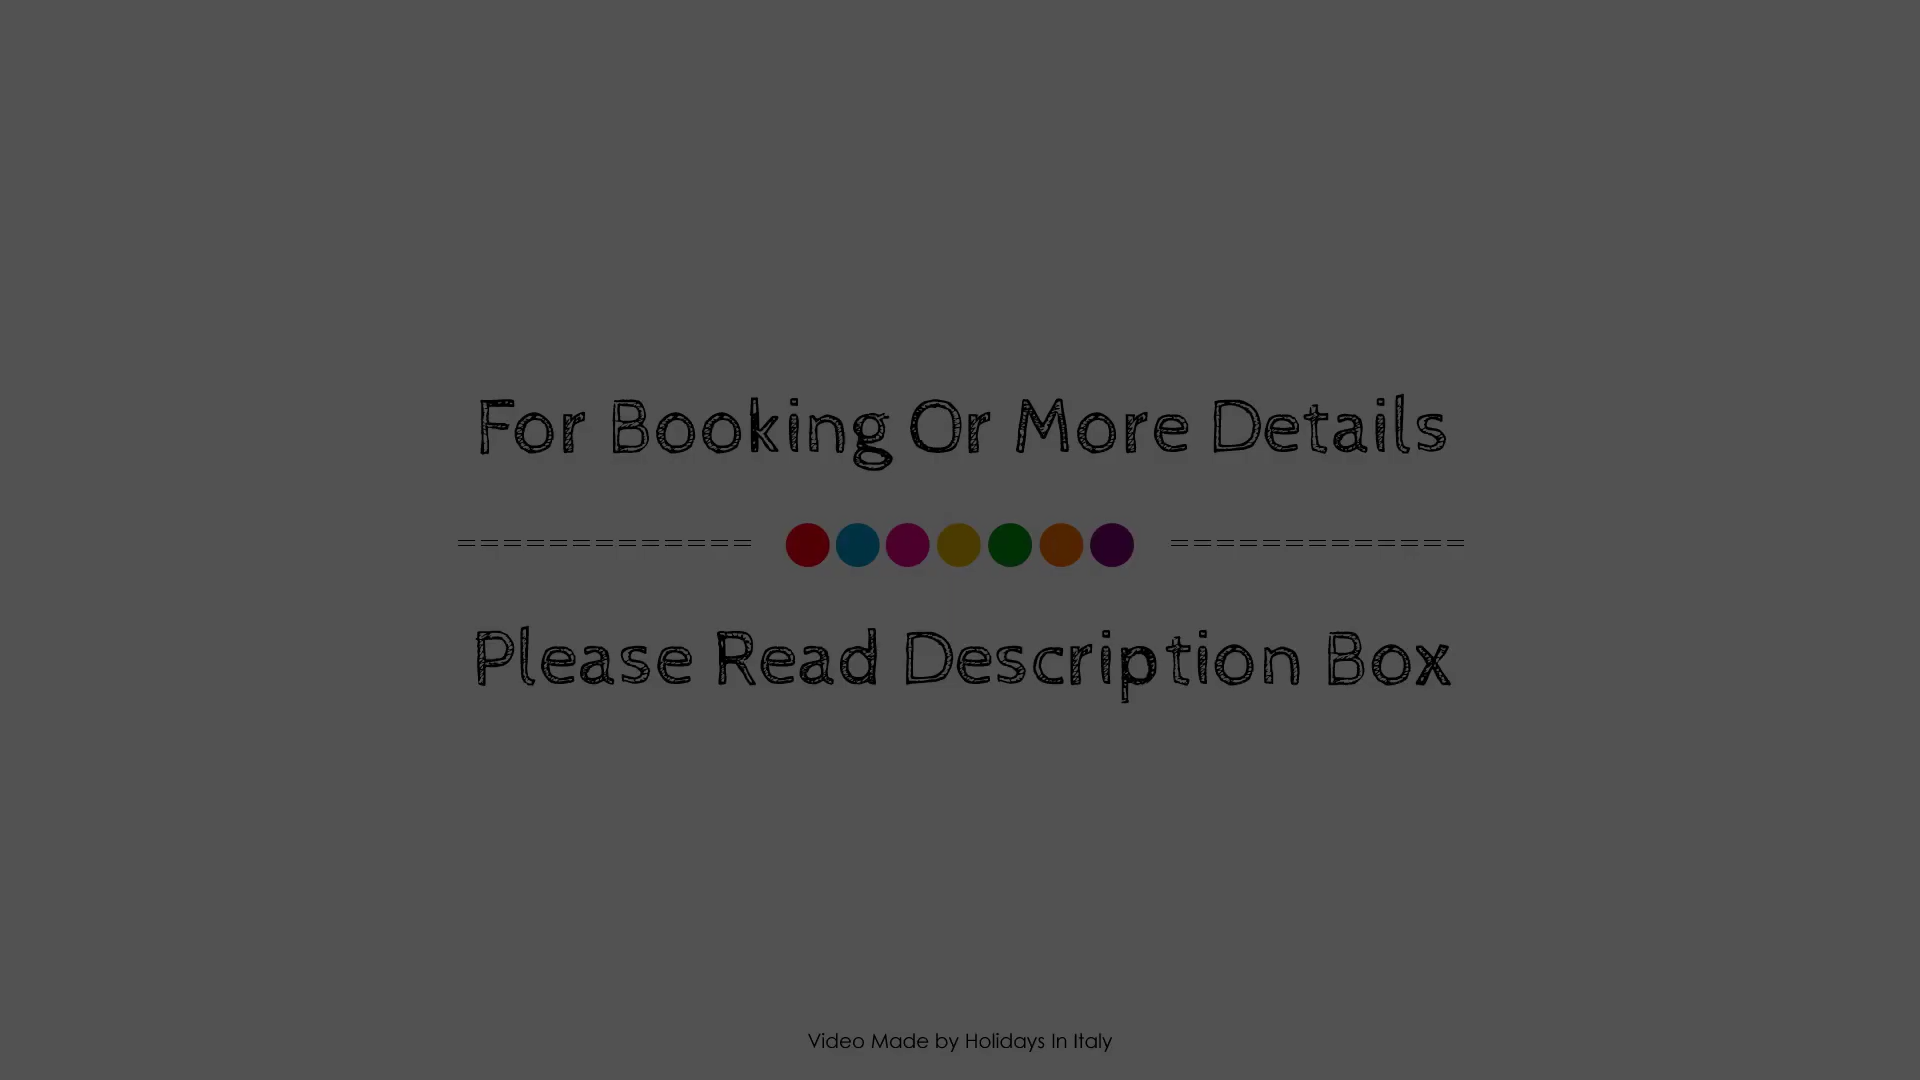 For Booking Or More Details
============= =============
Please Read Description Box
Video Made by Holidays In Italy